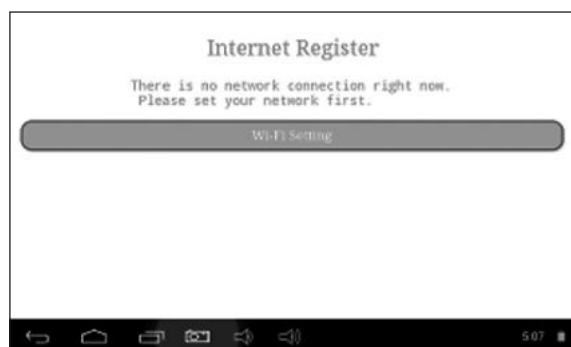 Internet Register
There is no network connection right now.
Please set your network first.
Wi-Fi Setting
5:07